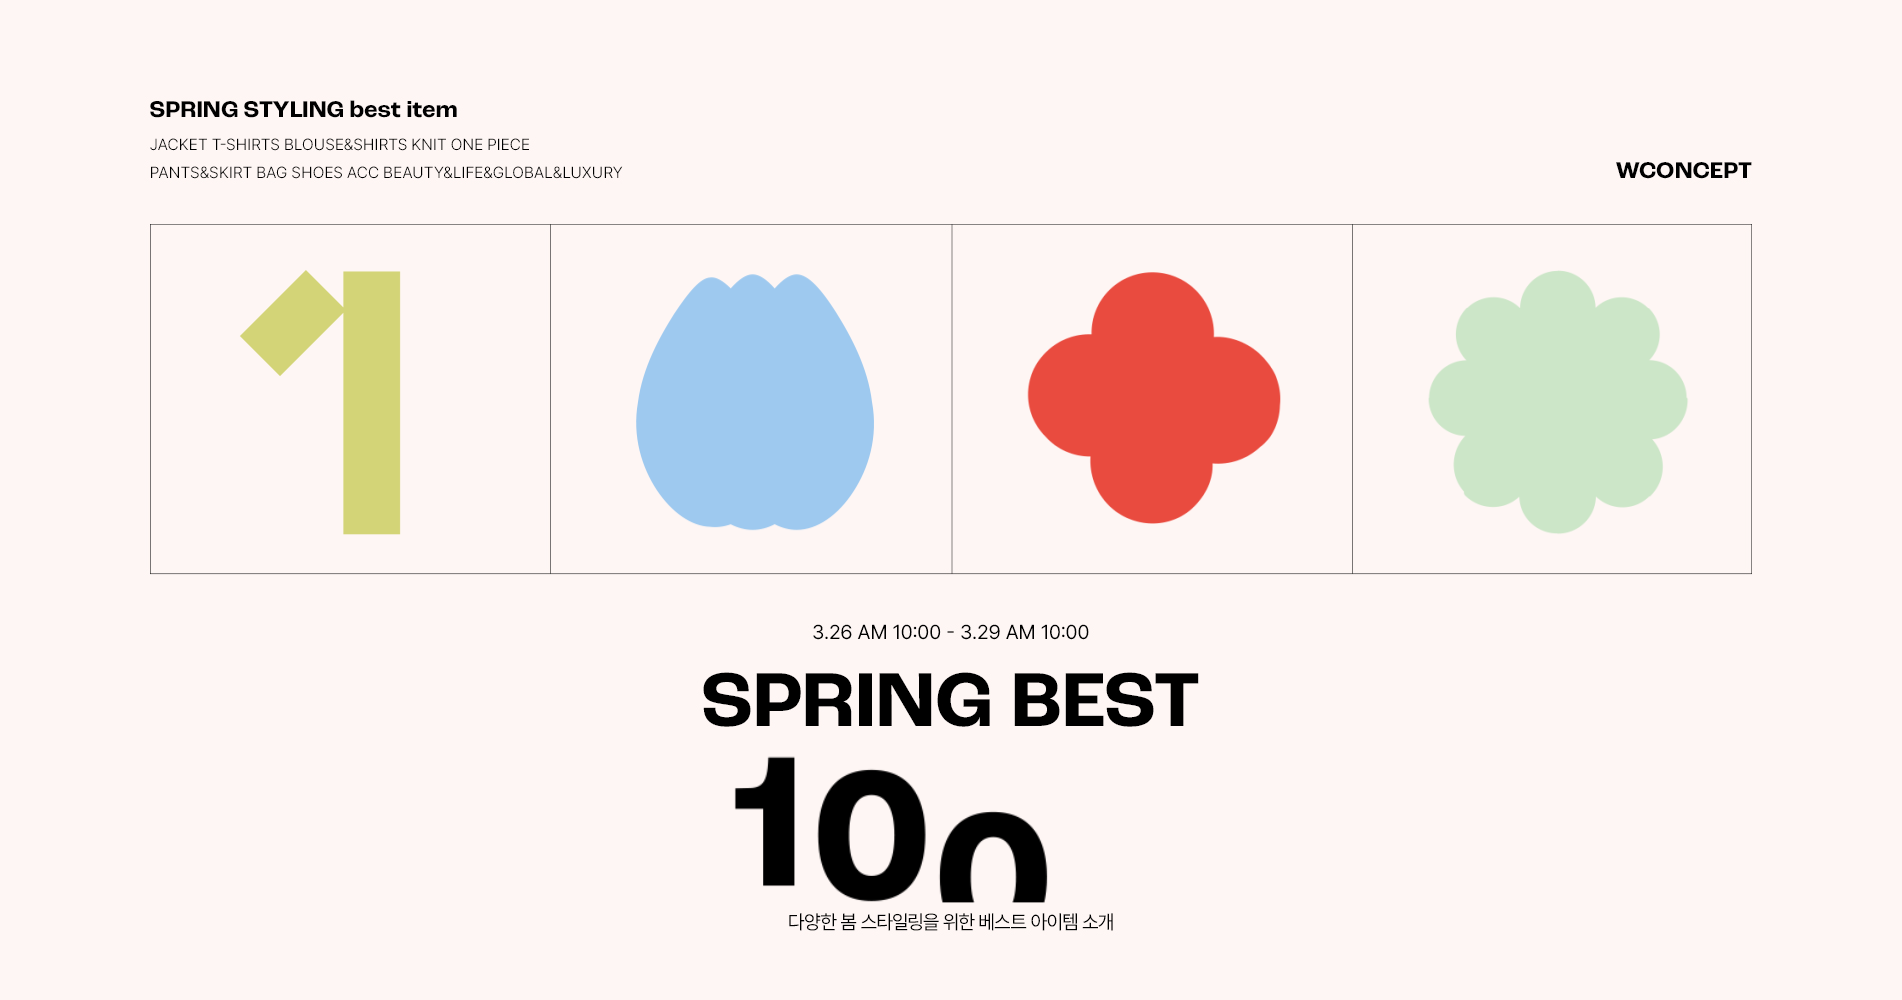 SPRING STYLING best item
JACKET T-SHIRTS BLOUSE&SHIRTS KNIT ONE PIECE
PANTS&SKIRT BAG SHOES ACC BEAUTY&LIFE&GLOBAL&LUXURY
WCONCEPT
1
3.26 AM 10:00 - 3.29 AM 10:00
SPRING BEST
100
다양한 봄 스타일링을 위한 베스트 아이템 소개